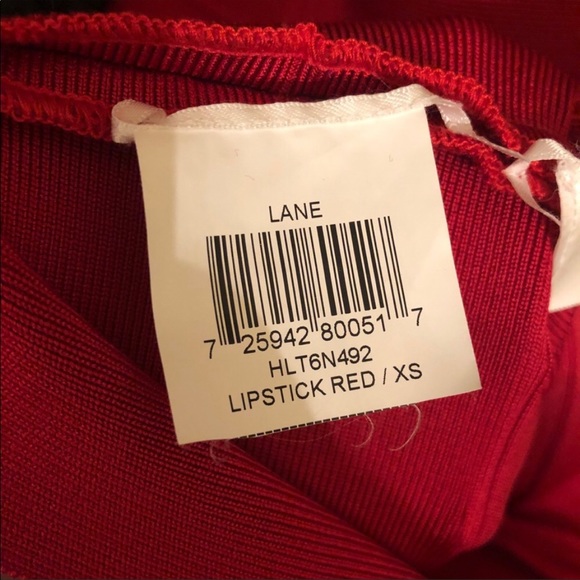 LANE
7 25942 80051 7
HLT6N492
LIPSTICK RED / XS